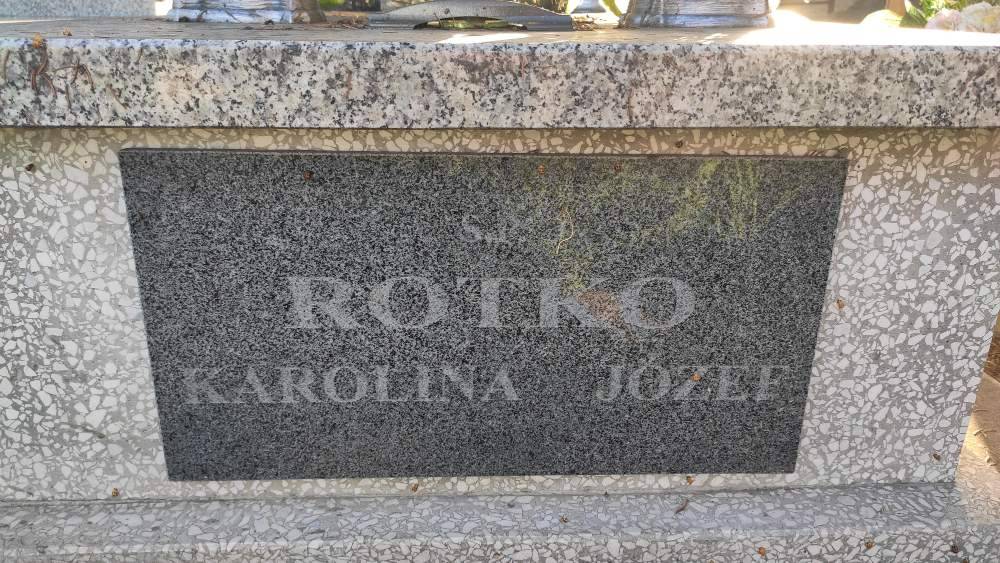 Ś.P.
ROTKO
KAROLINA JÓZEF